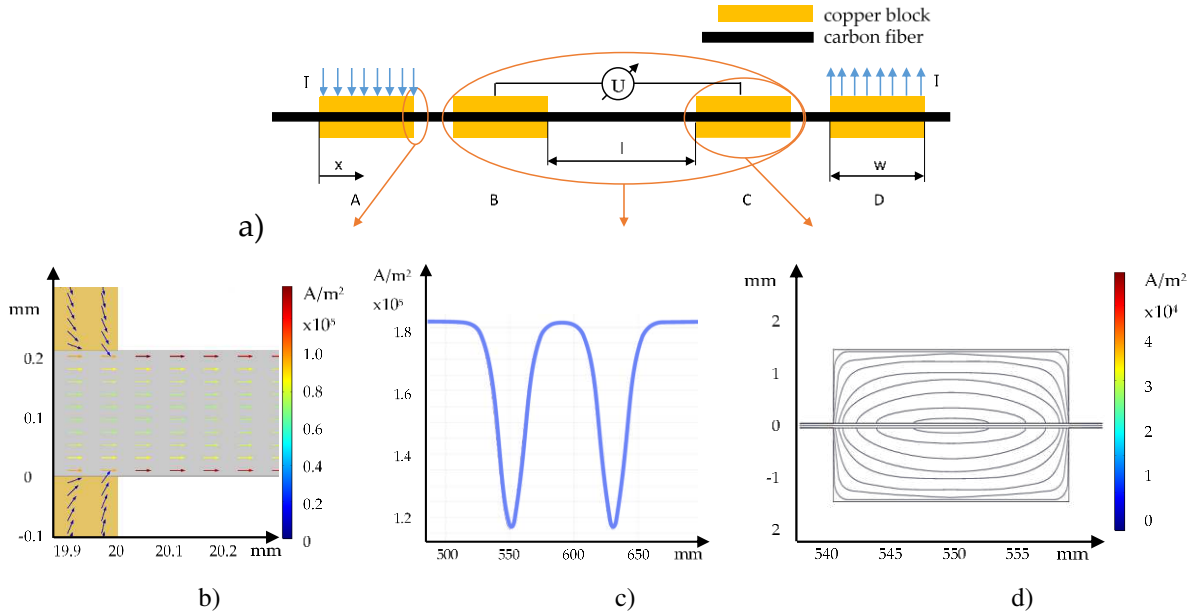 copper block
carbon fiber
I
U
I
x
l
w
A
B
C
D
a)
mm
0.2
0.1
0
-0.1
19.9
20
20.1
20.2
mm
A/m²
x10⁵
1.0
0.8
0.6
0.4
0.2
0
b)
A/m²
x10⁵
1.8
1.6
1.4
1.2
500
550
600
650
mm
c)
mm
2
1
0
-1
2
540
545
550
555
mm
A/m²
x10⁴
4
3
2
1
0
d)